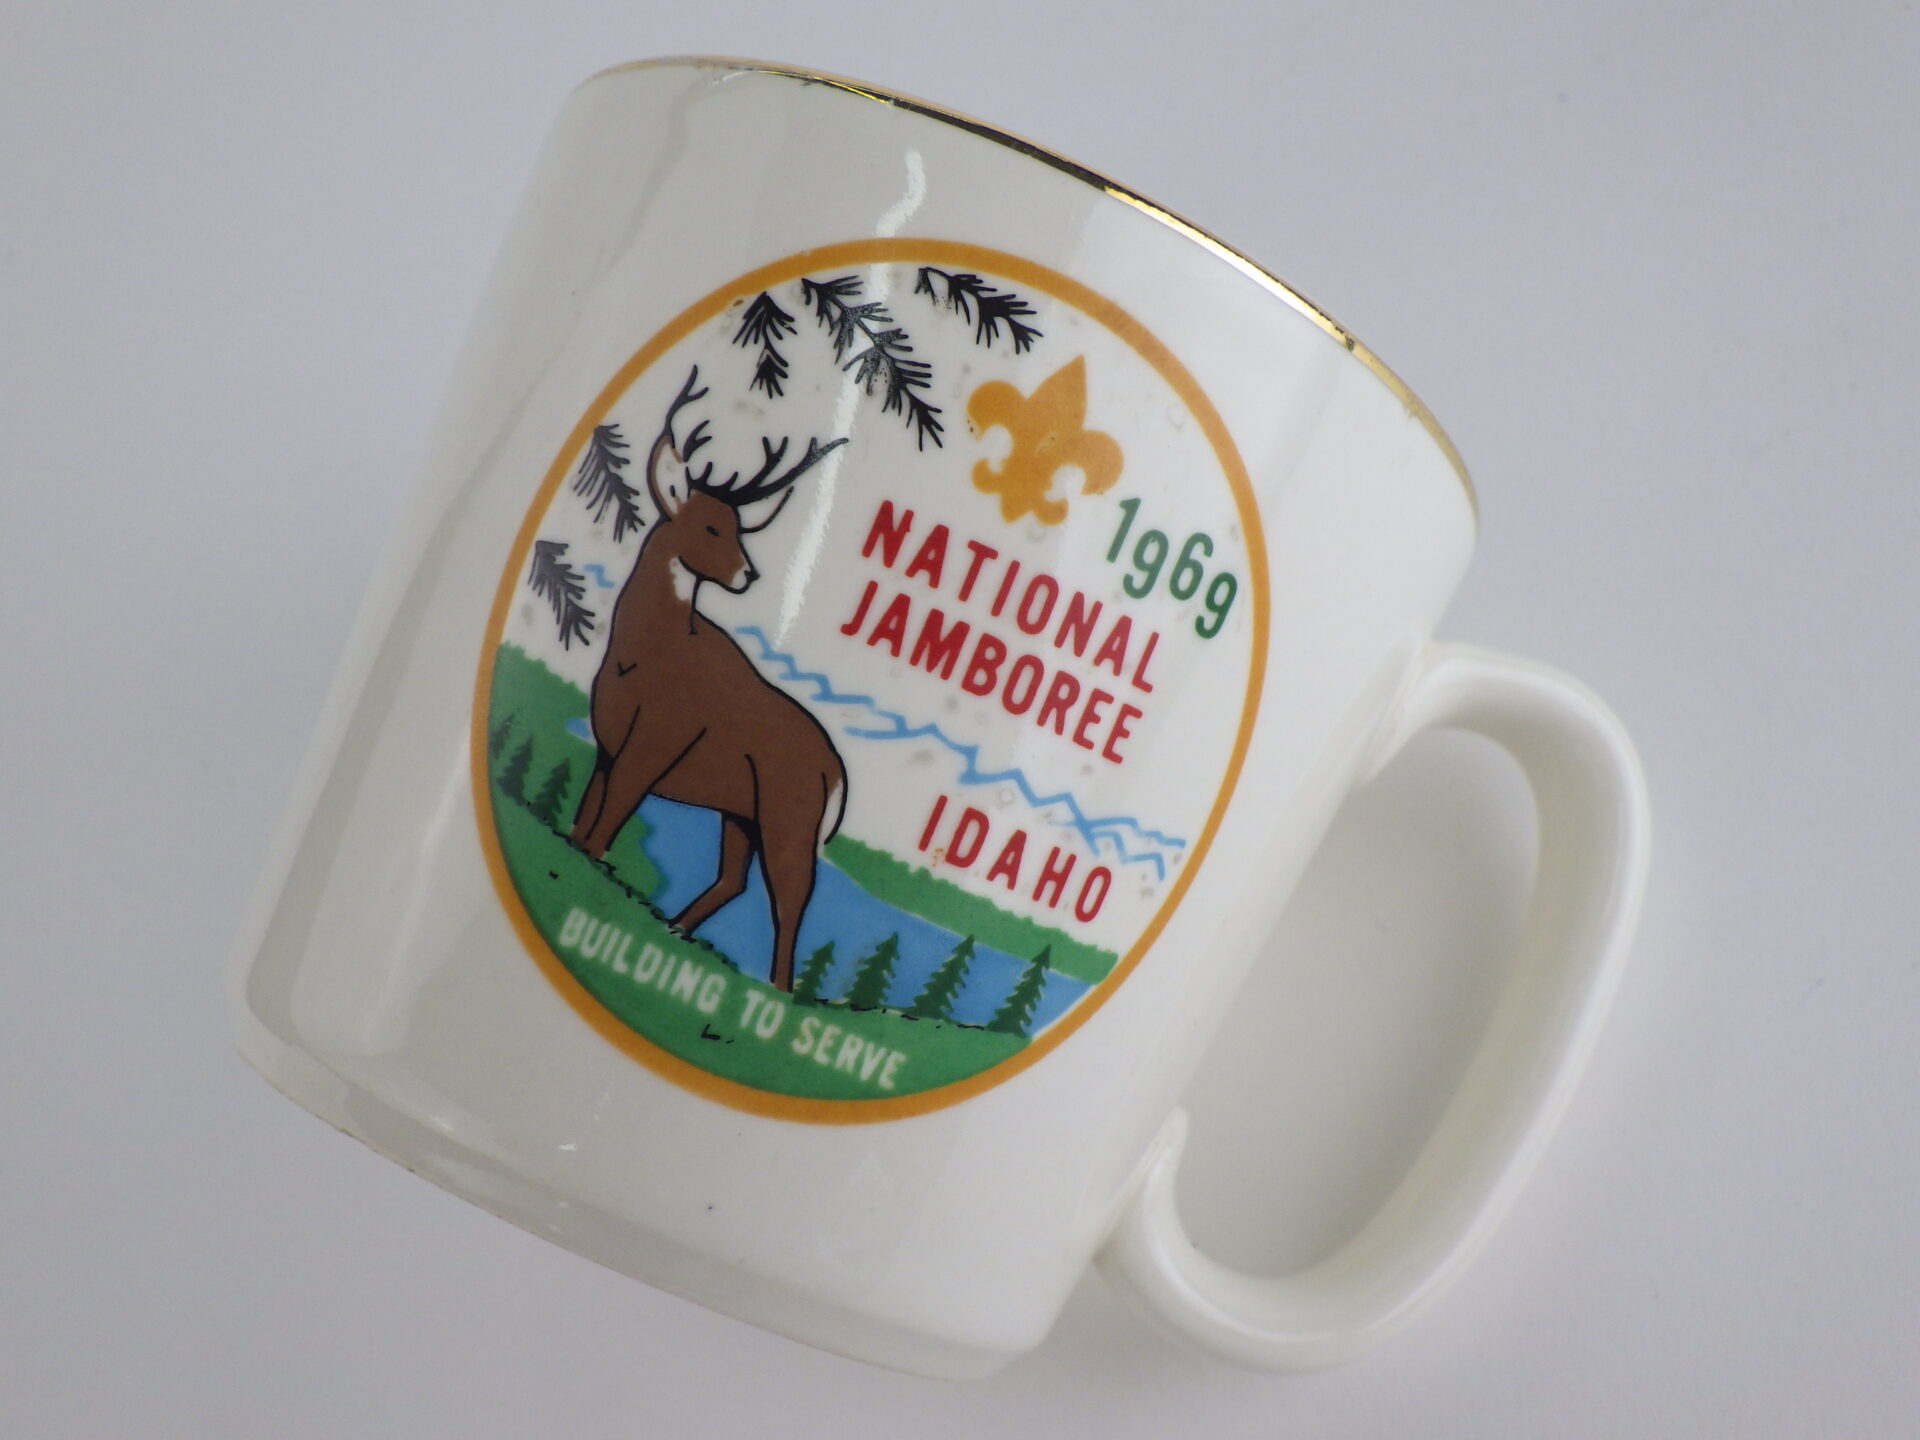 1969
NATIONAL
JAMBOREE
IDAHO
BUILDING TO SERVE